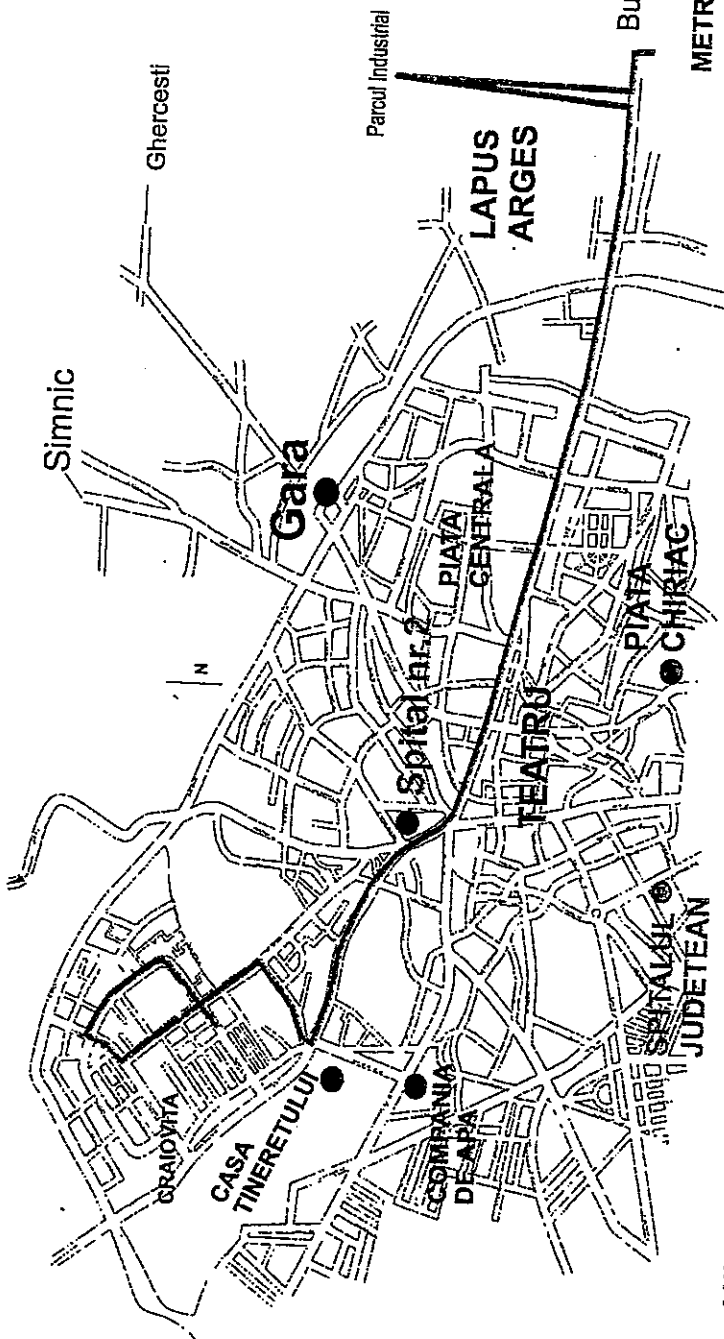 Simnic
Ghercesti
Gara
Parcul Industrial
LAPUS
ARGES
N
PIATA
CENTRALA
Spital nr.2
CRAIOVITA
CASA
TINERETULUI
TEATRU
COMPANIA
DE APA
PIATA
CHIRIAC
SPITALUL
JUDETEAN
Bu
METR